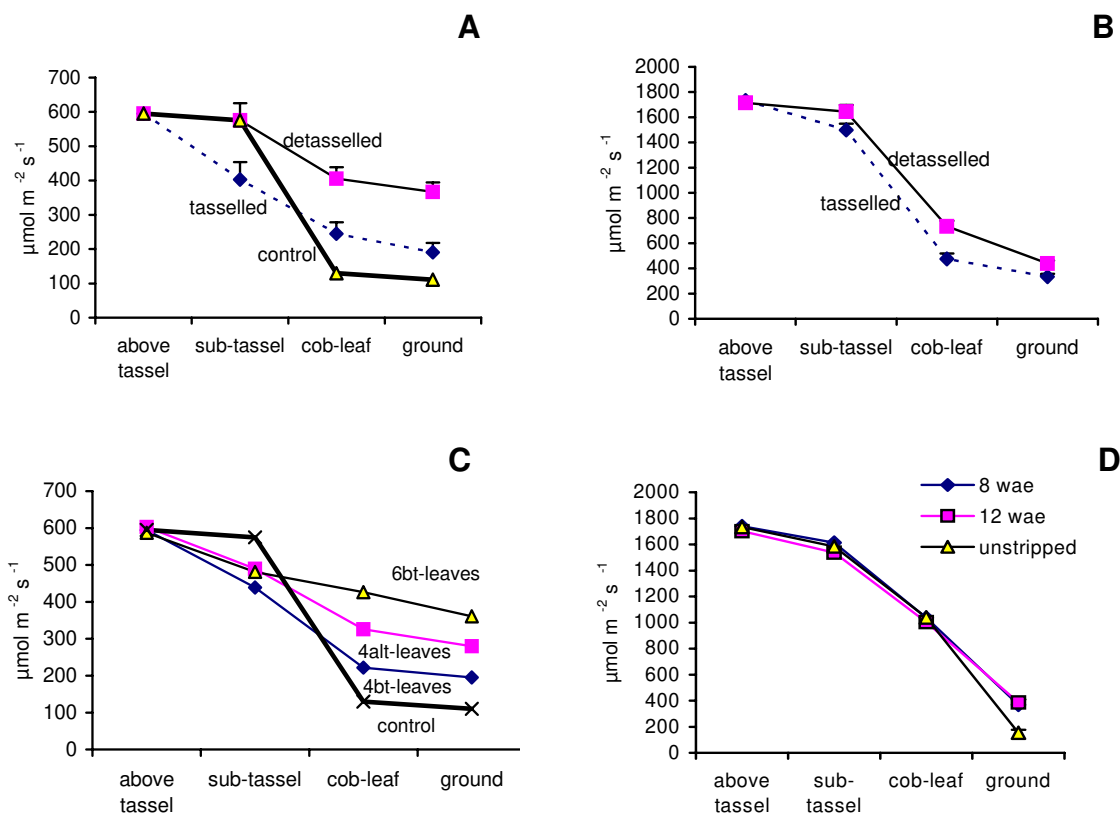 A
700
600
500
400
300
200
100
0
µmol m⁻² s⁻¹
detasselled
tasselled
control
above tassel
sub-tassel
cob-leaf
ground
B
2000
1800
1600
1400
1200
1000
800
600
400
200
0
µmol m⁻² s⁻¹
detasselled
tasselled
above tassel
sub-tassel
cob-leaf
ground
C
700
600
500
400
300
200
100
0
µmol m⁻² s⁻¹
6bt-leaves
4alt-leaves
4bt-leaves
control
above tassel
sub-tassel
cob-leaf
ground
D
2000
1800
1600
1400
1200
1000
800
600
400
200
0
µmol m⁻² s⁻¹
8 wae
12 wae
unstripped
above tassel
sub-
tassel
cob-leaf
ground